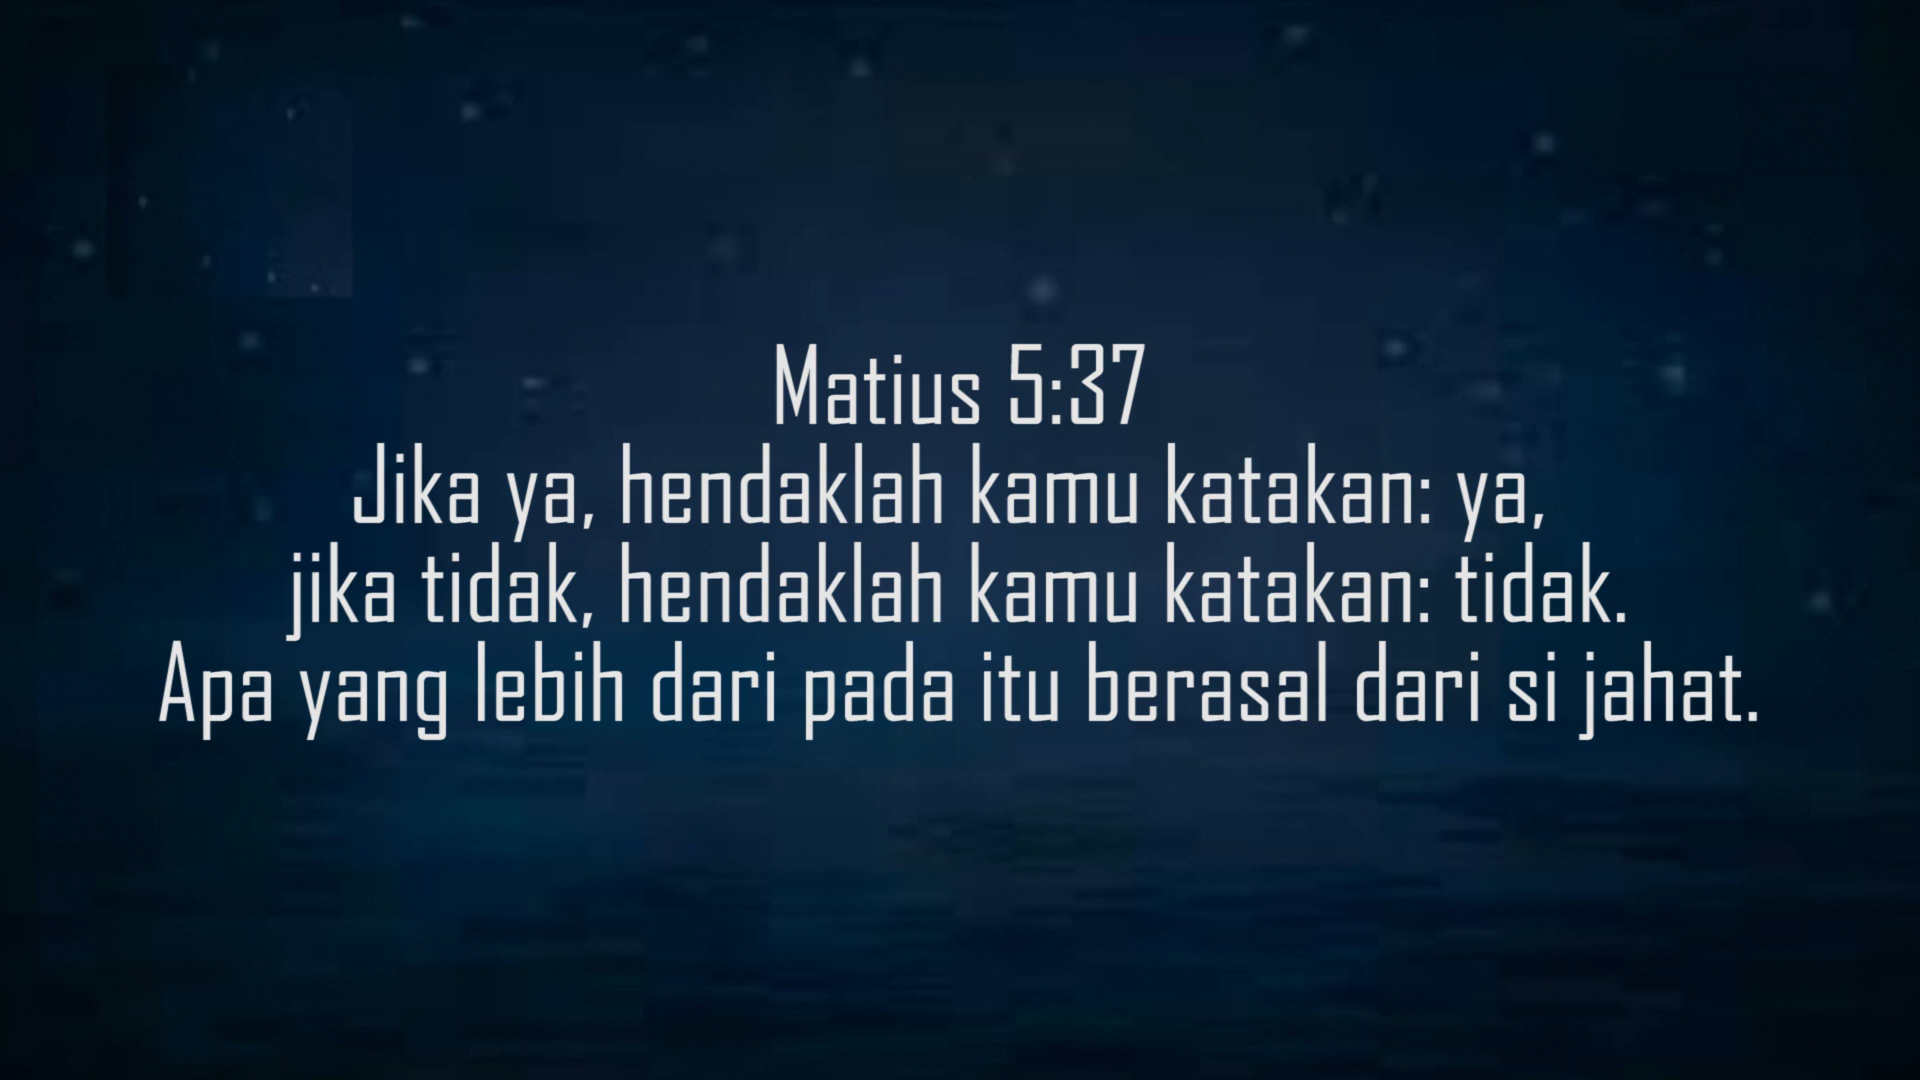 Matius 5:37
Jika ya, hendaklah kamu katakan: ya,
jika tidak, hendaklah kamu katakan: tidak.
Apa yang lebih dari pada itu berasal dari si jahat.